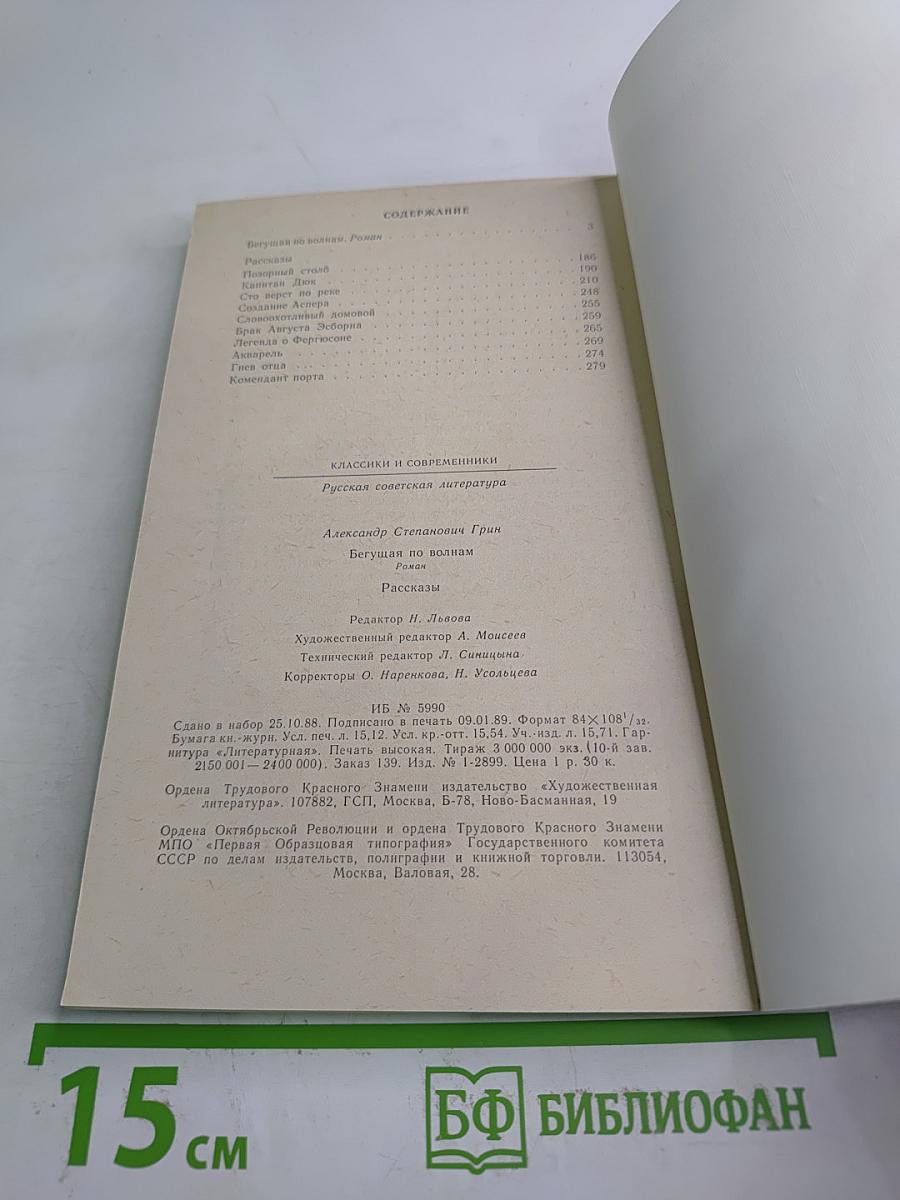 СОДЕРЖАНИЕ
Бегущая по волнам. Роман . . . . . . . . . . . . . 3
Рассказы
Позорный столб . . . . . . . . . . . . . 186
Капитан Дюк . . . . . . . . . . . . . 190
Сто верст по реке . . . . . . . . . . . . . 210
Создание Аспера . . . . . . . . . . . . . 248
Словоохотливый домовой . . . . . . . . . . . . . 255
Брак Августа Эсборна . . . . . . . . . . . . . 259
Легенда о Фергюсоне . . . . . . . . . . . . . 265
Акварель . . . . . . . . . . . . . 269
Гнев отца . . . . . . . . . . . . . 274
Комендант порта . . . . . . . . . . . . . 279
КЛАССИКИ И СОВРЕМЕННИКИ
Русская советская литература
Александр Степанович Грин
Бегущая по волнам
Роман
Рассказы
Редактор Н. Львова
Художественный редактор А. Моисеев
Технический редактор Л. Синицына
Корректоры О. Наренкова, Н. Усольцева
ИБ № 5990
Сдано в набор 25.10.88. Подписано в печать 09.01.89. Формат 84×108¹/₃₂.
Бумага кн.-журн. Усл. печ. л. 15,12. Усл. кр.-отт. 15,54. Уч.-изд. л. 15,71. Гар-
нитура «Литературная». Печать высокая. Тираж 3 000 000 экз. (10-й зав.
2150 001—2400 000). Заказ 139. Изд. № 1-2899. Цена 1 р. 30 к.
Ордена Трудового Красного Знамени издательство «Художественная
литература». 107882, ГСП, Москва, Б-78, Ново-Басманная, 19
Ордена Октябрьской Революции и ордена Трудового Красного Знамени
МПО «Первая Образцовая типография» Государственного комитета
СССР по делам издательств, полиграфии и книжной торговли. 113054,
Москва, Валовая, 28.
15 см
БФ БИБЛИОФАН